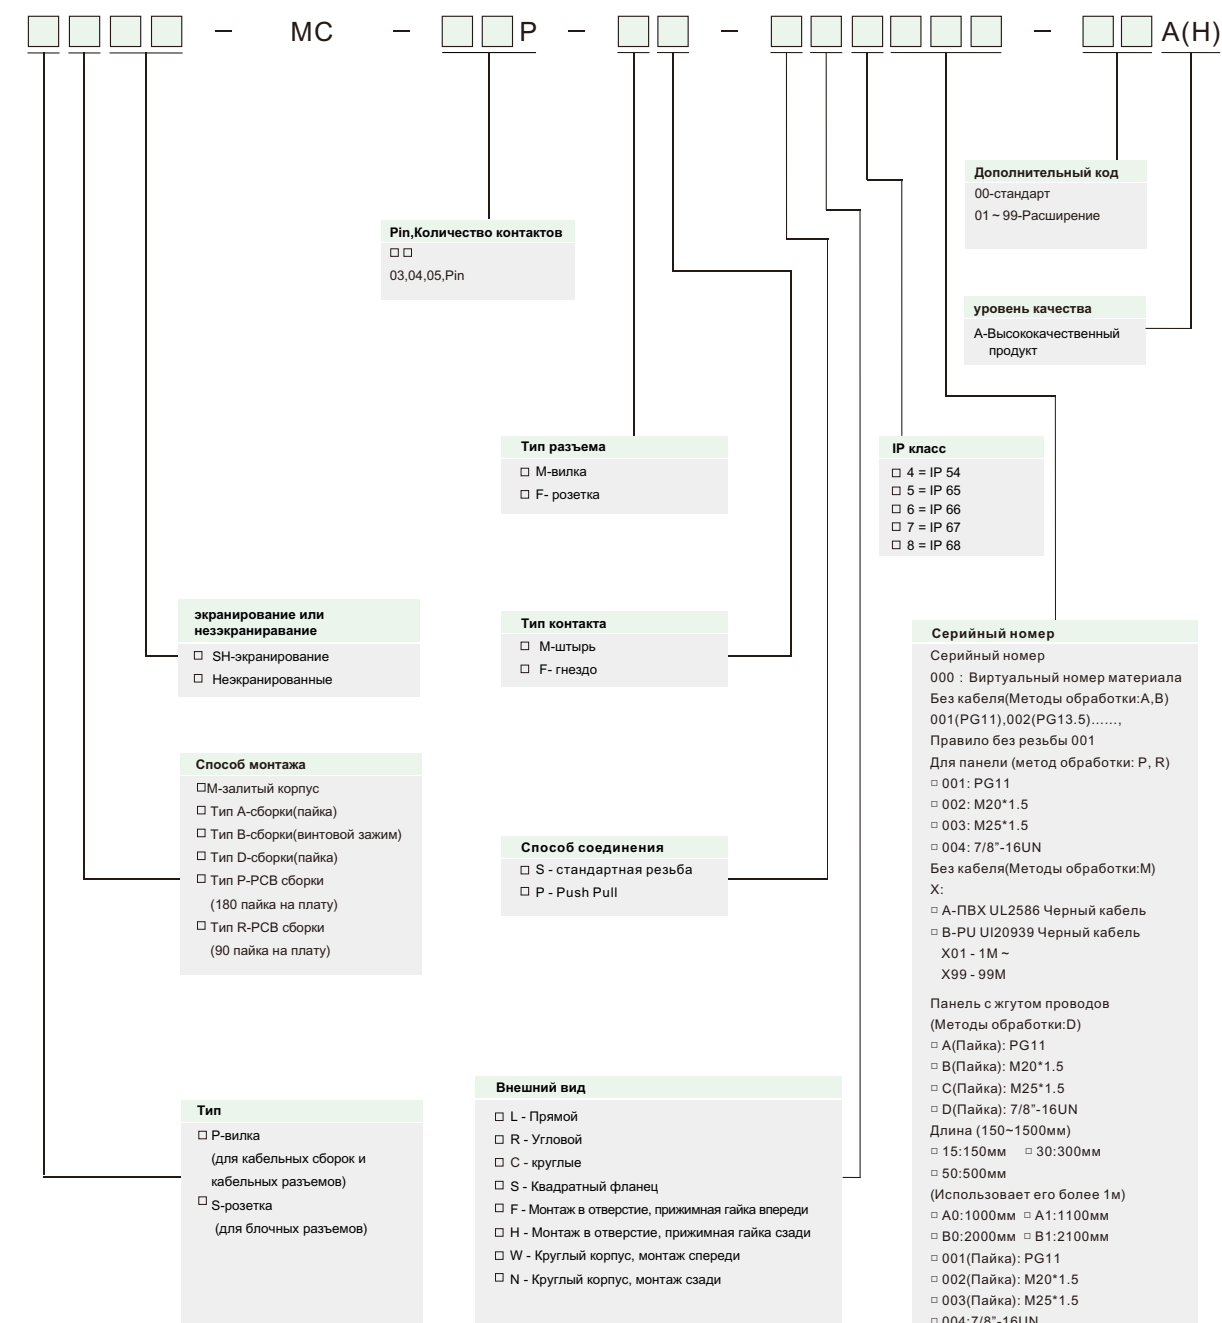 — MC — P — — — A(H)
Дополнительный код
00-стандарт
01 ~ 99-Расширение
Pin,Количество контактов
03,04,05,Pin
уровень качества
А-Высококачественный
продукт
Тип разъема
М-вилка
F- розетка
IP класс
4 = IP 54
5 = IP 65
6 = IP 66
7 = IP 67
8 = IP 68
экранирование или
незэкраниравание
SH-экранирование
Неэкранированные
Тип контакта
М-штырь
F- гнездо
Способ монтажа
М-залитый корпус
Тип А-сборки(пайка)
Тип В-сборки(винтовой зажим)
Тип D-сборки(пайка)
Тип P-PCB сборки
(180 пайка на плату)
Тип R-PCB сборки
(90 пайка на плату)
Способ соединения
S - стандартная резьба
P - Push Pull
Тип
Р-вилка
(для кабельных сборок и
кабельных разъемов)
S-розетка
(для блочных разъемов)
Внешний вид
L - Прямой
R - Угловой
C - круглые
S - Квадратный фланец
F - Монтаж в отверстие, прижимная гайка впереди
H - Монтаж в отверстие, прижимная гайка сзади
W - Круглый корпус, монтаж спереди
N - Круглый корпус, монтаж сзади
Серийный номер
Серийный номер
000 : Виртуальный номер материала
Без кабеля(Методы обработки:A,B)
001(PG11),002(PG13.5)......,
Правило без резьбы 001
Для панели (метод обработки: P, R)
001: PG11
002: M20*1.5
003: M25*1.5
004: 7/8”-16UN
Без кабеля(Методы обработки:M)
X:
А-ПВХ UL2586 Черный кабель
B-PU Ul20939 Черный кабель
X01 - 1M ~
X99 - 99M
Панель с жгутом проводов
(Методы обработки:D)
A(Пайка): PG11
B(Пайка): M20*1.5
C(Пайка): M25*1.5
D(Пайка): 7/8”-16UN
Длина (150~1500мм)
15:150мм 30:300мм
50:500мм
(Использовает его более 1м)
A0:1000мм A1:1100мм
B0:2000мм B1:2100мм
001(Пайка): PG11
002(Пайка): M20*1.5
003(Пайка): M25*1.5
004:7/8”-16UN